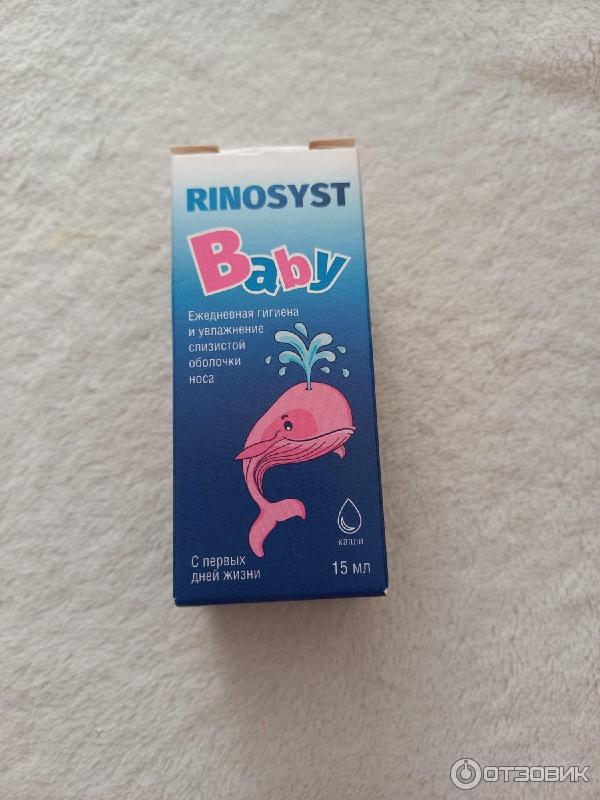 RINOSYST
Baby
Ежедневная гигиена
и увлажнение
слизистой
оболочки
носа
капли
С первых
дней жизни
15 мл
ОТЗОВИК